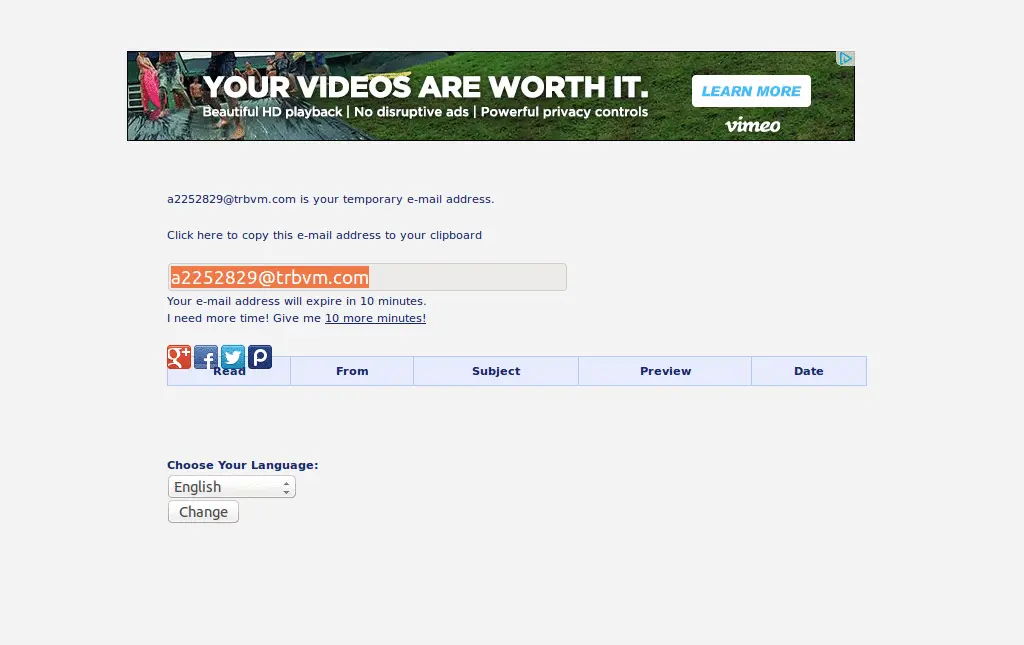 YOUR VIDEOS ARE WORTH IT.
Beautiful HD playback | No disruptive ads | Powerful privacy controls
LEARN MORE
vimeo
a2252829@trbvm.com is your temporary e-mail address.
Click here to copy this e-mail address to your clipboard
a2252829@trbvm.com
Your e-mail address will expire in 10 minutes.
I need more time! Give me 10 more minutes!
Read From Subject Preview Date
Choose Your Language:
English
Change